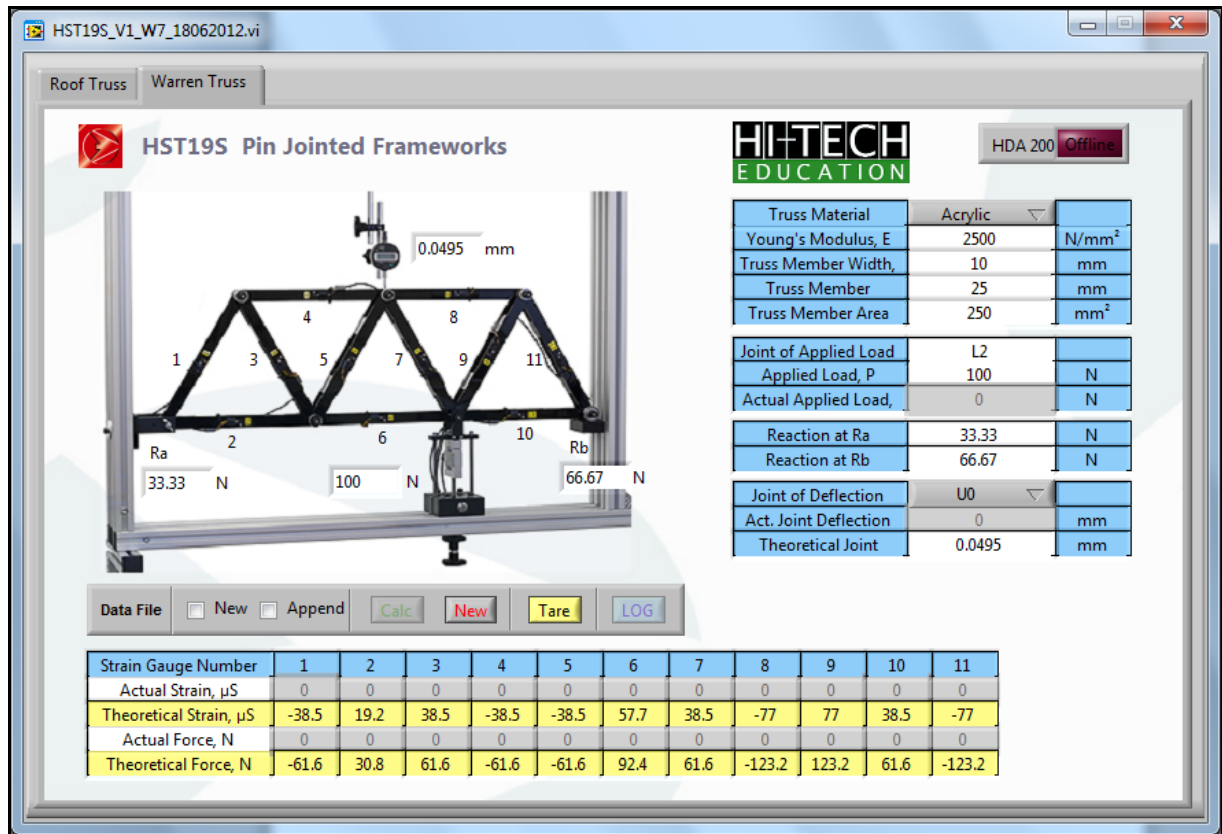 HST19S_V1_W7_18062012.vi
Roof Truss Warren Truss
HST19S Pin Jointed Frameworks
HI-TECH
EDUCATION
HDA 200 Offline
0.0495 mm
4 8
1 3 5 7 9 11
2 6 10
Ra Rb
33.33 N 100 N 66.67 N
Truss Material Acrylic
Young's Modulus, E 2500 N/mm²
Truss Member Width, 10 mm
Truss Member 25 mm
Truss Member Area 250 mm²
Joint of Applied Load L2
Applied Load, P 100 N
Actual Applied Load, 0 N
Reaction at Ra 33.33 N
Reaction at Rb 66.67 N
Joint of Deflection U0
Act. Joint Deflection 0 mm
Theoretical Joint 0.0495 mm
Data File New Append Calc New Tare LOG
Strain Gauge Number 1 2 3 4 5 6 7 8 9 10 11
Actual Strain, µS 0 0 0 0 0 0 0 0 0 0 0
Theoretical Strain, µS -38.5 19.2 38.5 -38.5 -38.5 57.7 38.5 -77 77 38.5 -77
Actual Force, N 0 0 0 0 0 0 0 0 0 0 0
Theoretical Force, N -61.6 30.8 61.6 -61.6 -61.6 92.4 61.6 -123.2 123.2 61.6 -123.2